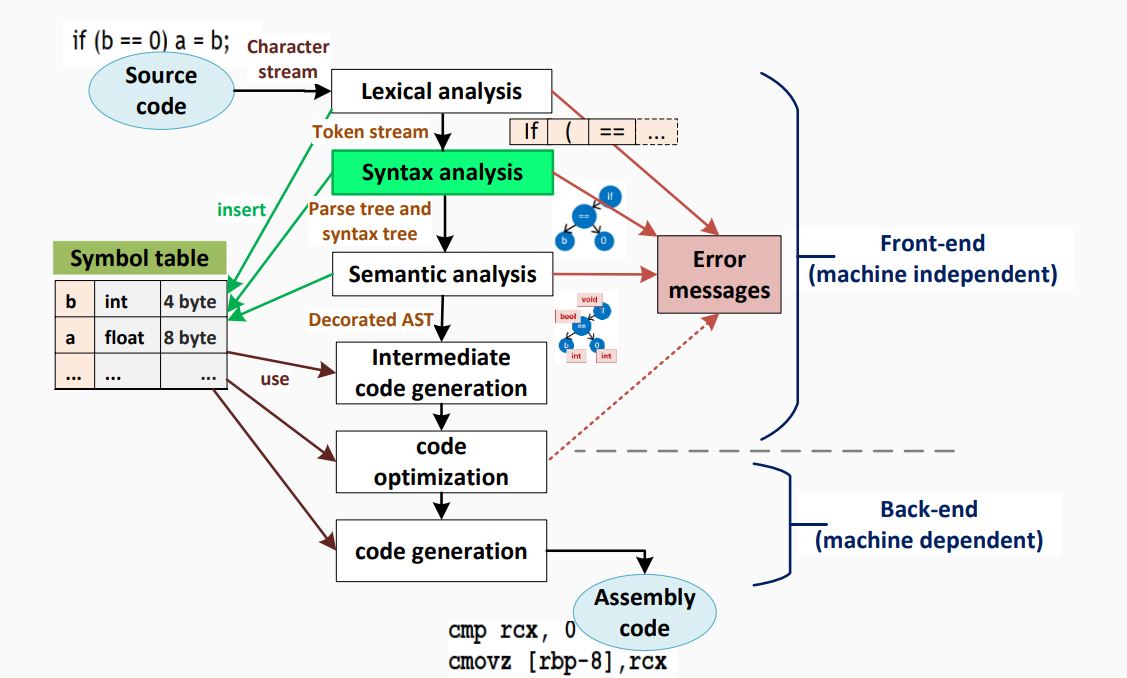 if (b == 0) a = b;
Character
stream
Source
code
Lexical analysis
Token stream
If ( == ...
Syntax analysis
insert
Parse tree and
syntax tree
if
==
b 0
Symbol table
Semantic analysis
Error
messages
Front-end
(machine independent)
b int 4 byte
a float 8 byte
... ... ...
Decorated AST
void
if
bool
==
b 0
int int
Intermediate
code generation
use
code
optimization
Back-end
(machine dependent)
code generation
Assembly
code
cmp rcx, 0
cmovz [rbp-8],rcx